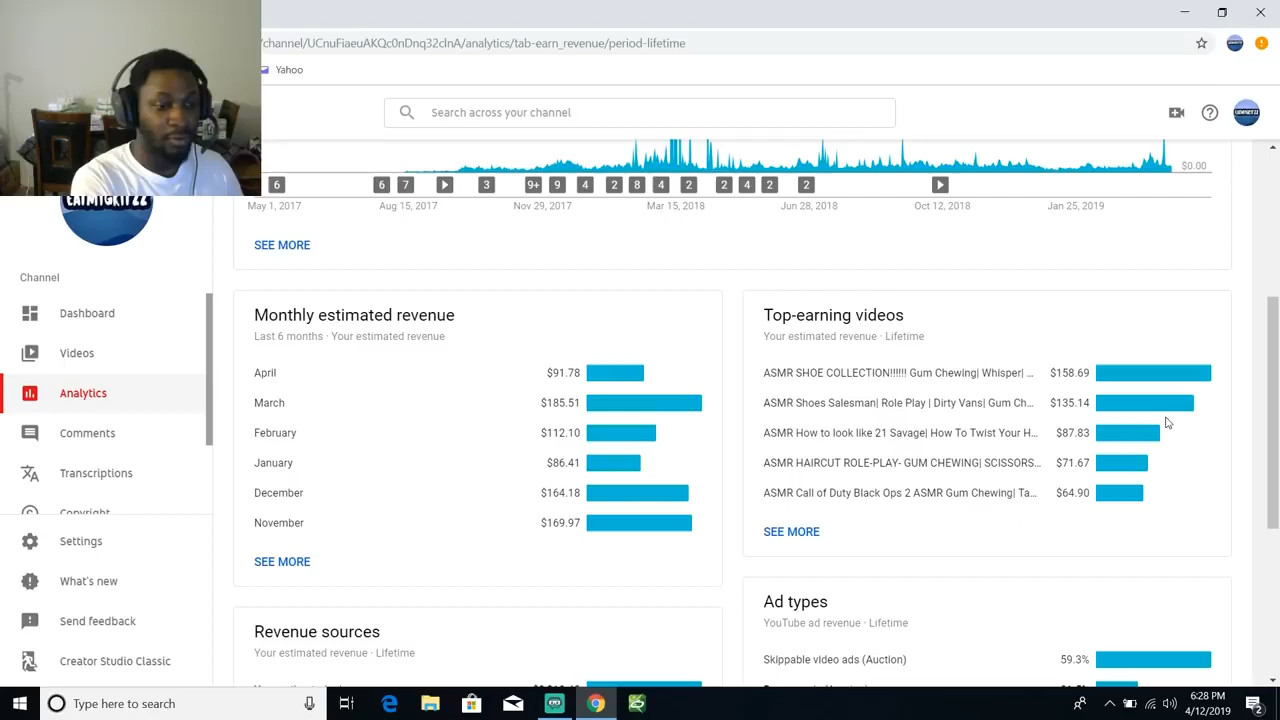 /channel/UCnuFiaeuAKQc0nDnq32clnA/analytics/tab-earn_revenue/period-lifetime
Yahoo
Search across your channel
$0.00
6 6 7 3 9+ 9 4 2 8 4 2 2 4 2 2
May 1, 2017 Aug 15, 2017 Nov 29, 2017 Mar 15, 2018 Jun 28, 2018 Oct 12, 2018 Jan 25, 2019
SEE MORE
EATMYGRITZZ
Channel
Dashboard
Videos
Analytics
Comments
Transcriptions
Copyright
Settings
What's new
Send feedback
Creator Studio Classic
Monthly estimated revenue
Last 6 months · Your estimated revenue
April $91.78
March $185.51
February $112.10
January $86.41
December $164.18
November $169.97
SEE MORE
Top-earning videos
Your estimated revenue · Lifetime
ASMR SHOE COLLECTION!!!!!! Gum Chewing| Whisper| ... $158.69
ASMR Shoes Salesman| Role Play | Dirty Vans| Gum Ch... $135.14
ASMR How to look like 21 Savage| How To Twist Your H... $87.83
ASMR HAIRCUT ROLE-PLAY- GUM CHEWING| SCISSORS... $71.67
ASMR Call of Duty Black Ops 2 ASMR Gum Chewing| Ta... $64.90
SEE MORE
Revenue sources
Your estimated revenue · Lifetime
Ad types
YouTube ad revenue · Lifetime
Skippable video ads (Auction) 59.3%
Type here to search
6:28 PM
4/12/2019
2